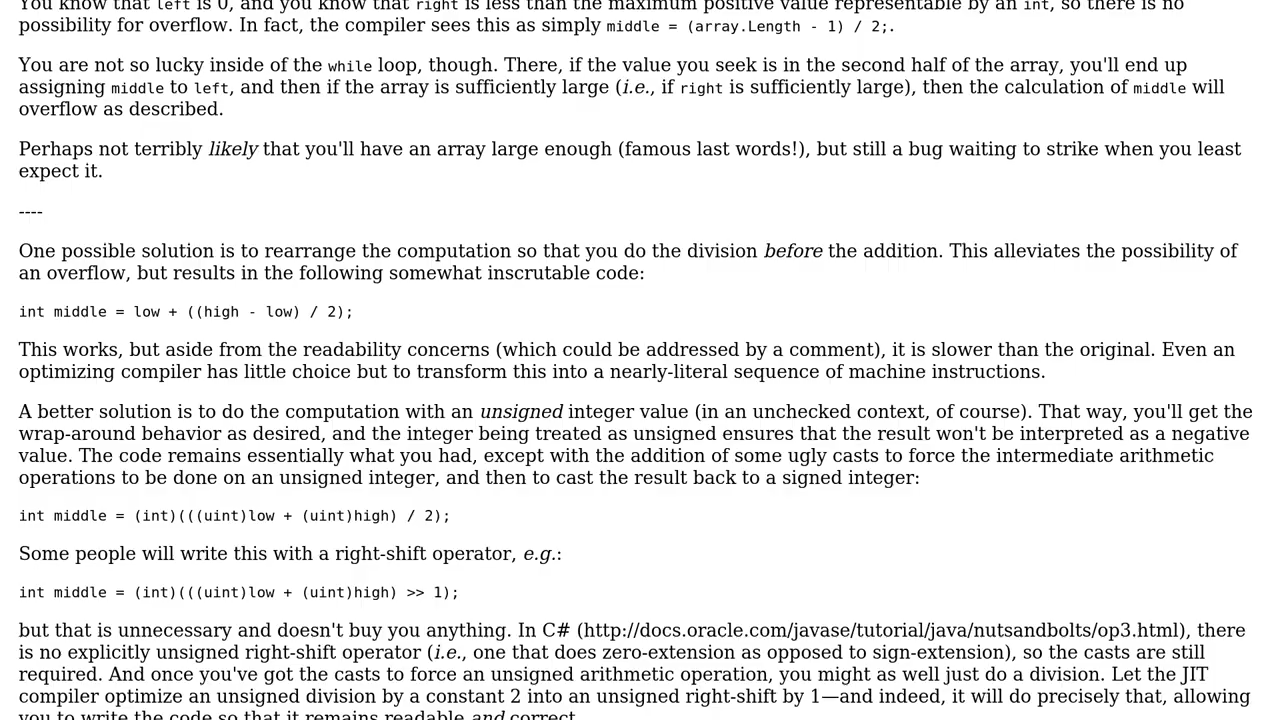 You know that left is 0, and you know that right is less than the maximum positive value representable by an int, so there is no
possibility for overflow. In fact, the compiler sees this as simply middle = (array.Length - 1) / 2;.
You are not so lucky inside of the while loop, though. There, if the value you seek is in the second half of the array, you'll end up
assigning middle to left, and then if the array is sufficiently large (i.e., if right is sufficiently large), then the calculation of middle will
overflow as described.
Perhaps not terribly likely that you'll have an array large enough (famous last words!), but still a bug waiting to strike when you least
expect it.
----
One possible solution is to rearrange the computation so that you do the division before the addition. This alleviates the possibility of
an overflow, but results in the following somewhat inscrutable code:
int middle = low + ((high - low) / 2);
This works, but aside from the readability concerns (which could be addressed by a comment), it is slower than the original. Even an
optimizing compiler has little choice but to transform this into a nearly-literal sequence of machine instructions.
A better solution is to do the computation with an unsigned integer value (in an unchecked context, of course). That way, you'll get the
wrap-around behavior as desired, and the integer being treated as unsigned ensures that the result won't be interpreted as a negative
value. The code remains essentially what you had, except with the addition of some ugly casts to force the intermediate arithmetic
operations to be done on an unsigned integer, and then to cast the result back to a signed integer:
int middle = (int)(((uint)low + (uint)high) / 2);
Some people will write this with a right-shift operator, e.g.:
int middle = (int)(((uint)low + (uint)high) >> 1);
but that is unnecessary and doesn't buy you anything. In C# (http://docs.oracle.com/javase/tutorial/java/nutsandbolts/op3.html), there
is no explicitly unsigned right-shift operator (i.e., one that does zero-extension as opposed to sign-extension), so the casts are still
required. And once you've got the casts to force an unsigned arithmetic operation, you might as well just do a division. Let the JIT
compiler optimize an unsigned division by a constant 2 into an unsigned right-shift by 1—and indeed, it will do precisely that, allowing
you to write the code so that it remains readable and correct.